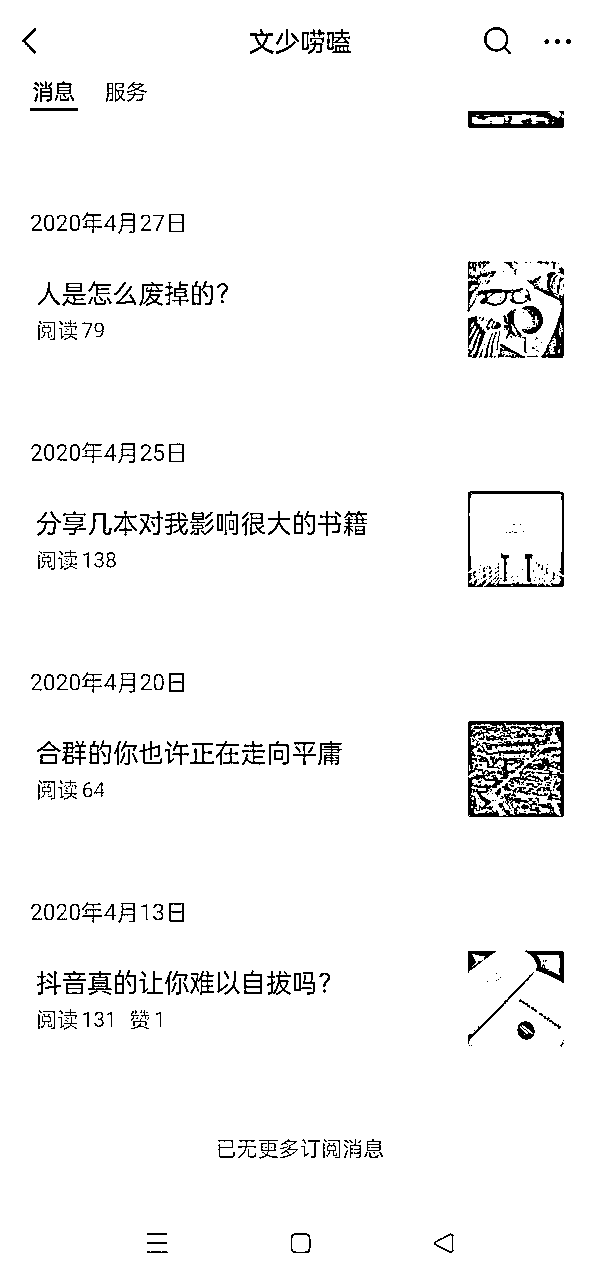 文少唠嗑
消息 服务
2020年4月27日
人是怎么废掉的?
阅读 79
2020年4月25日
分享几本对我影响很大的书籍
阅读 138
2020年4月20日
合群的你也许正在走向平庸
阅读 64
2020年4月13日
抖音真的让你难以自拔吗?
阅读 131 赞 1
已无更多订阅消息